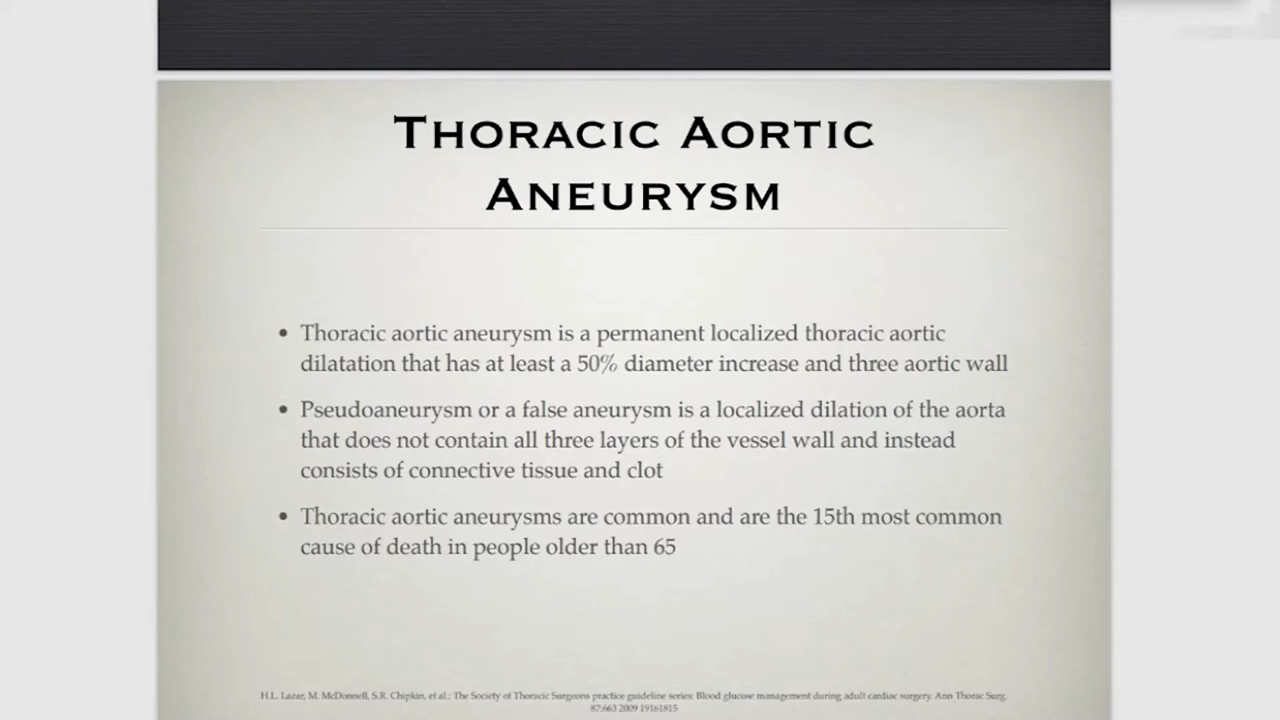 THORACIC AORTIC
ANEURYSM
• Thoracic aortic aneurysm is a permanent localized thoracic aortic
dilatation that has at least a 50% diameter increase and three aortic wall
• Pseudoaneurysm or a false aneurysm is a localized dilation of the aorta
that does not contain all three layers of the vessel wall and instead
consists of connective tissue and clot
• Thoracic aortic aneurysms are common and are the 15th most common
cause of death in people older than 65
H.L. Lazar, M. McDonnell, S.R. Chipkin, et al.: The Society of Thoracic Surgeons practice guideline series: Blood glucose management during adult cardiac surgery. Ann Thorac Surg.
87:663 2009 19161815